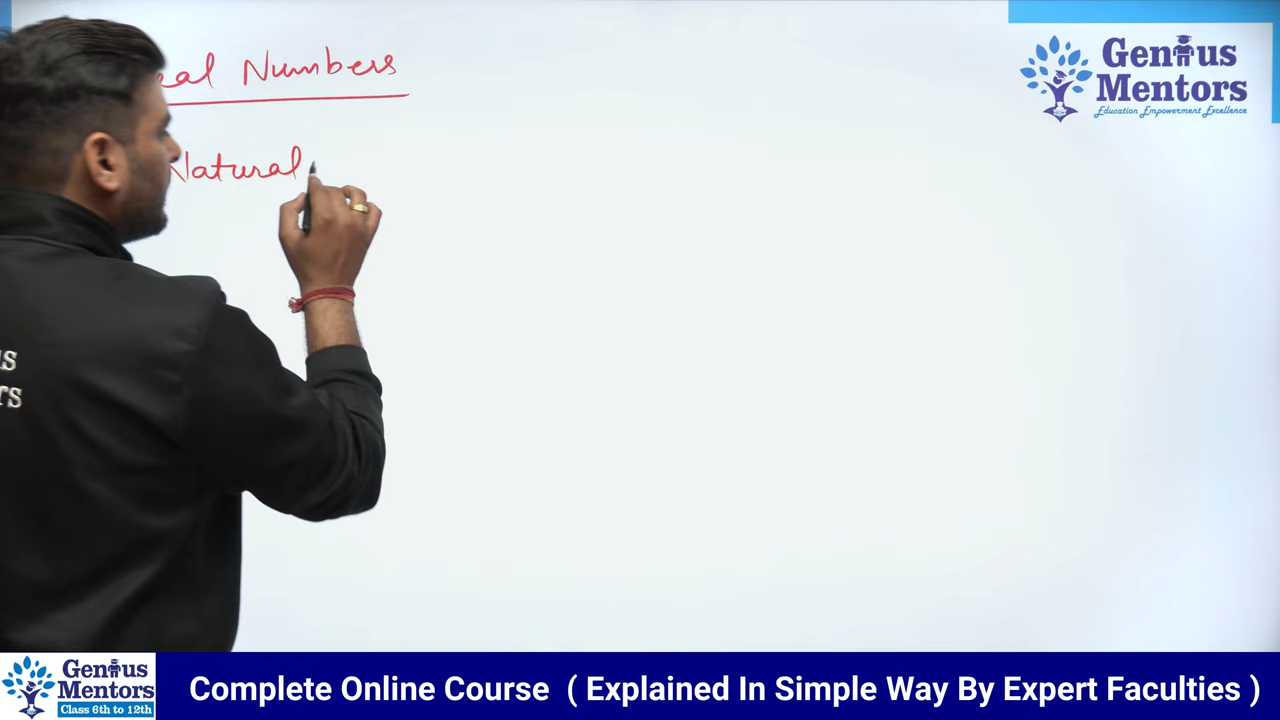 Numbers
Natural
Genius
Mentors
Education Empowerment Excellence
Genius
Mentors
Class 6th to 12th
Complete Online Course ( Explained In Simple Way By Expert Faculties )